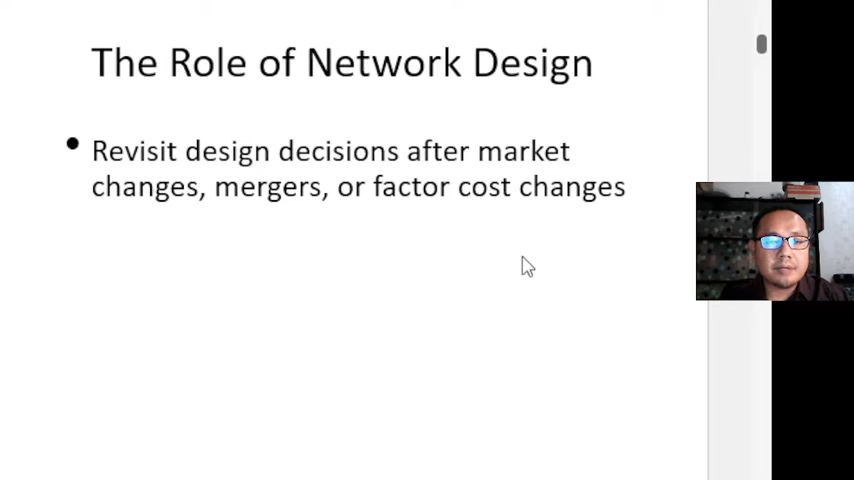 The Role of Network Design
• Revisit design decisions after market
changes, mergers, or factor cost changes